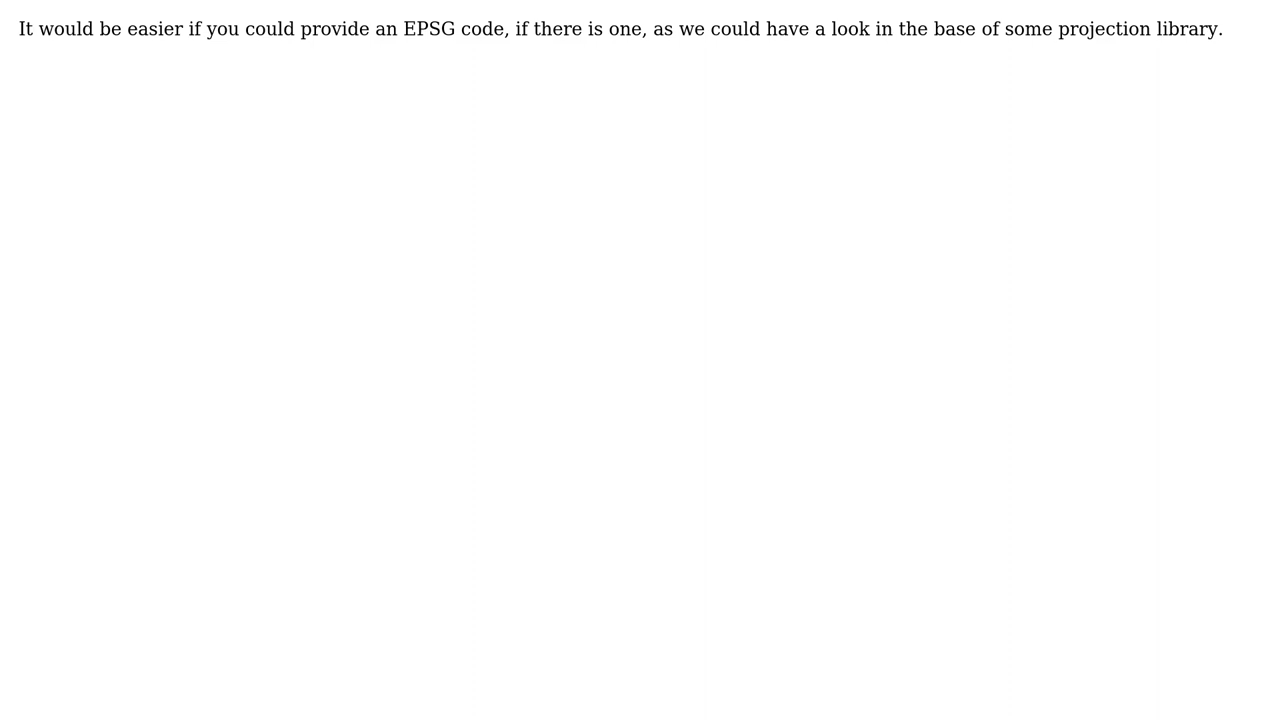 It would be easier if you could provide an EPSG code, if there is one, as we could have a look in the base of some projection library.